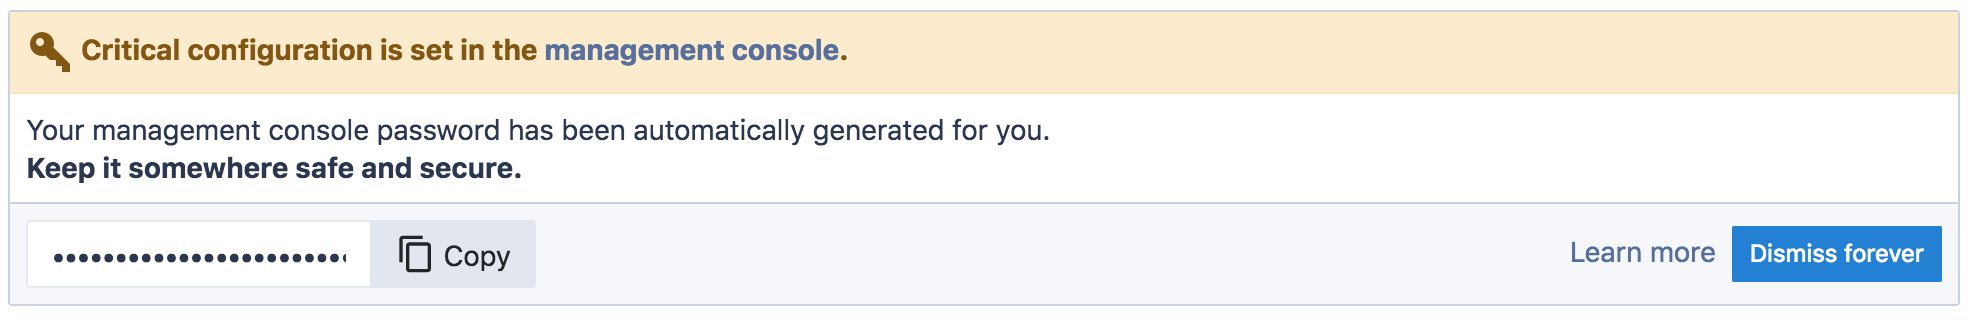 Critical configuration is set in the management console.
Your management console password has been automatically generated for you.
Keep it somewhere safe and secure.
Copy
Learn more
Dismiss forever